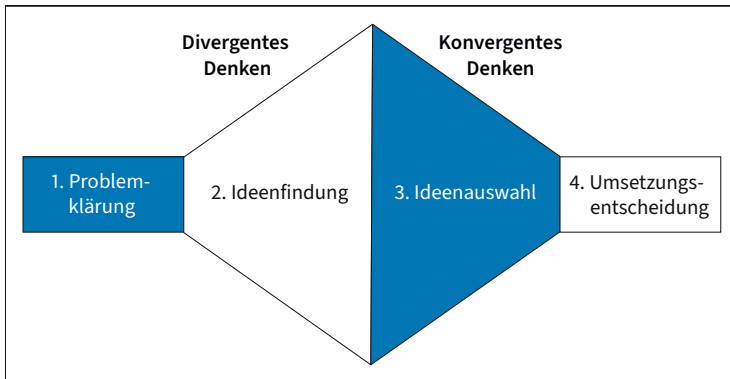 Divergentes
Denken
Konvergentes
Denken
1. Problem-
klärung
2. Ideenfindung
3. Ideenauswahl
4. Umsetzungs-
entscheidung